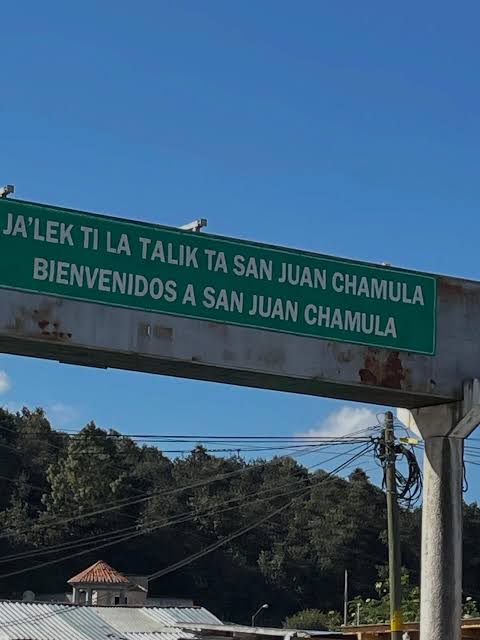 JA'LEK TI LA TALIK TA SAN JUAN CHAMULA
BIENVENIDOS A SAN JUAN CHAMULA